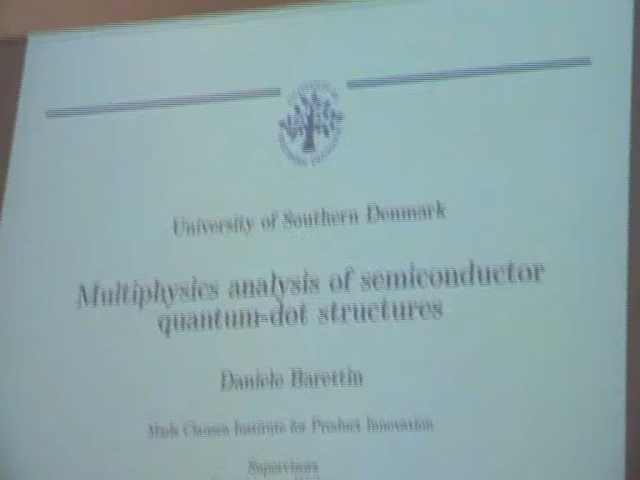 University of Southern Denmark
Multiphysics analysis of semiconductor
quantum-dot structures
Daniele Barettin
Mads Clausen Institute for Product Innovation
Supervisors